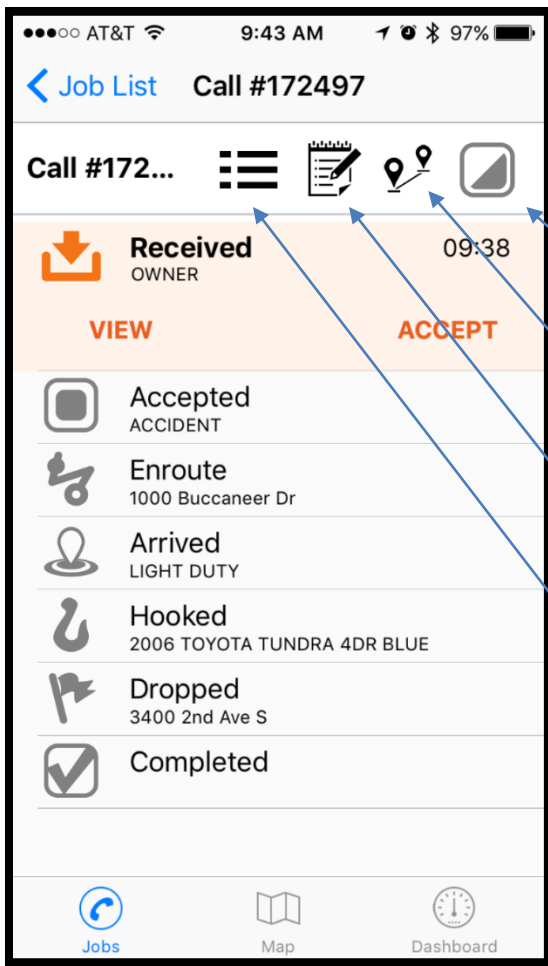 AT&T 9:43 AM 97%
Job List Call #172497
Call #172...
Received 09:38
OWNER
VIEW ACCEPT
Accepted
ACCIDENT
Enroute
1000 Buccaneer Dr
Arrived
LIGHT DUTY
Hooked
2006 TOYOTA TUNDRA 4DR BLUE
Dropped
3400 2nd Ave S
Completed
Jobs Map Dashboard